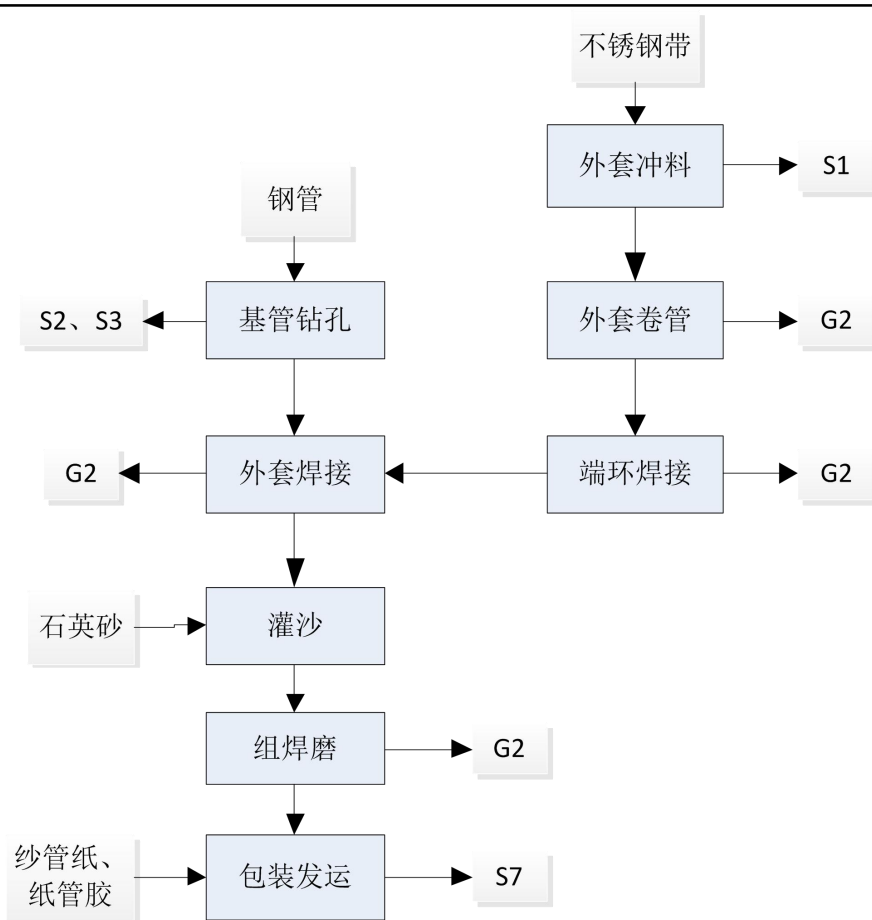 不锈钢带
外套冲料
S1
钢管
基管钻孔
S2、S3
外套卷管
G2
G2
外套焊接
端环焊接
G2
石英砂
灌沙
组焊磨
G2
纱管纸、
纸管胶
包装发运
S7